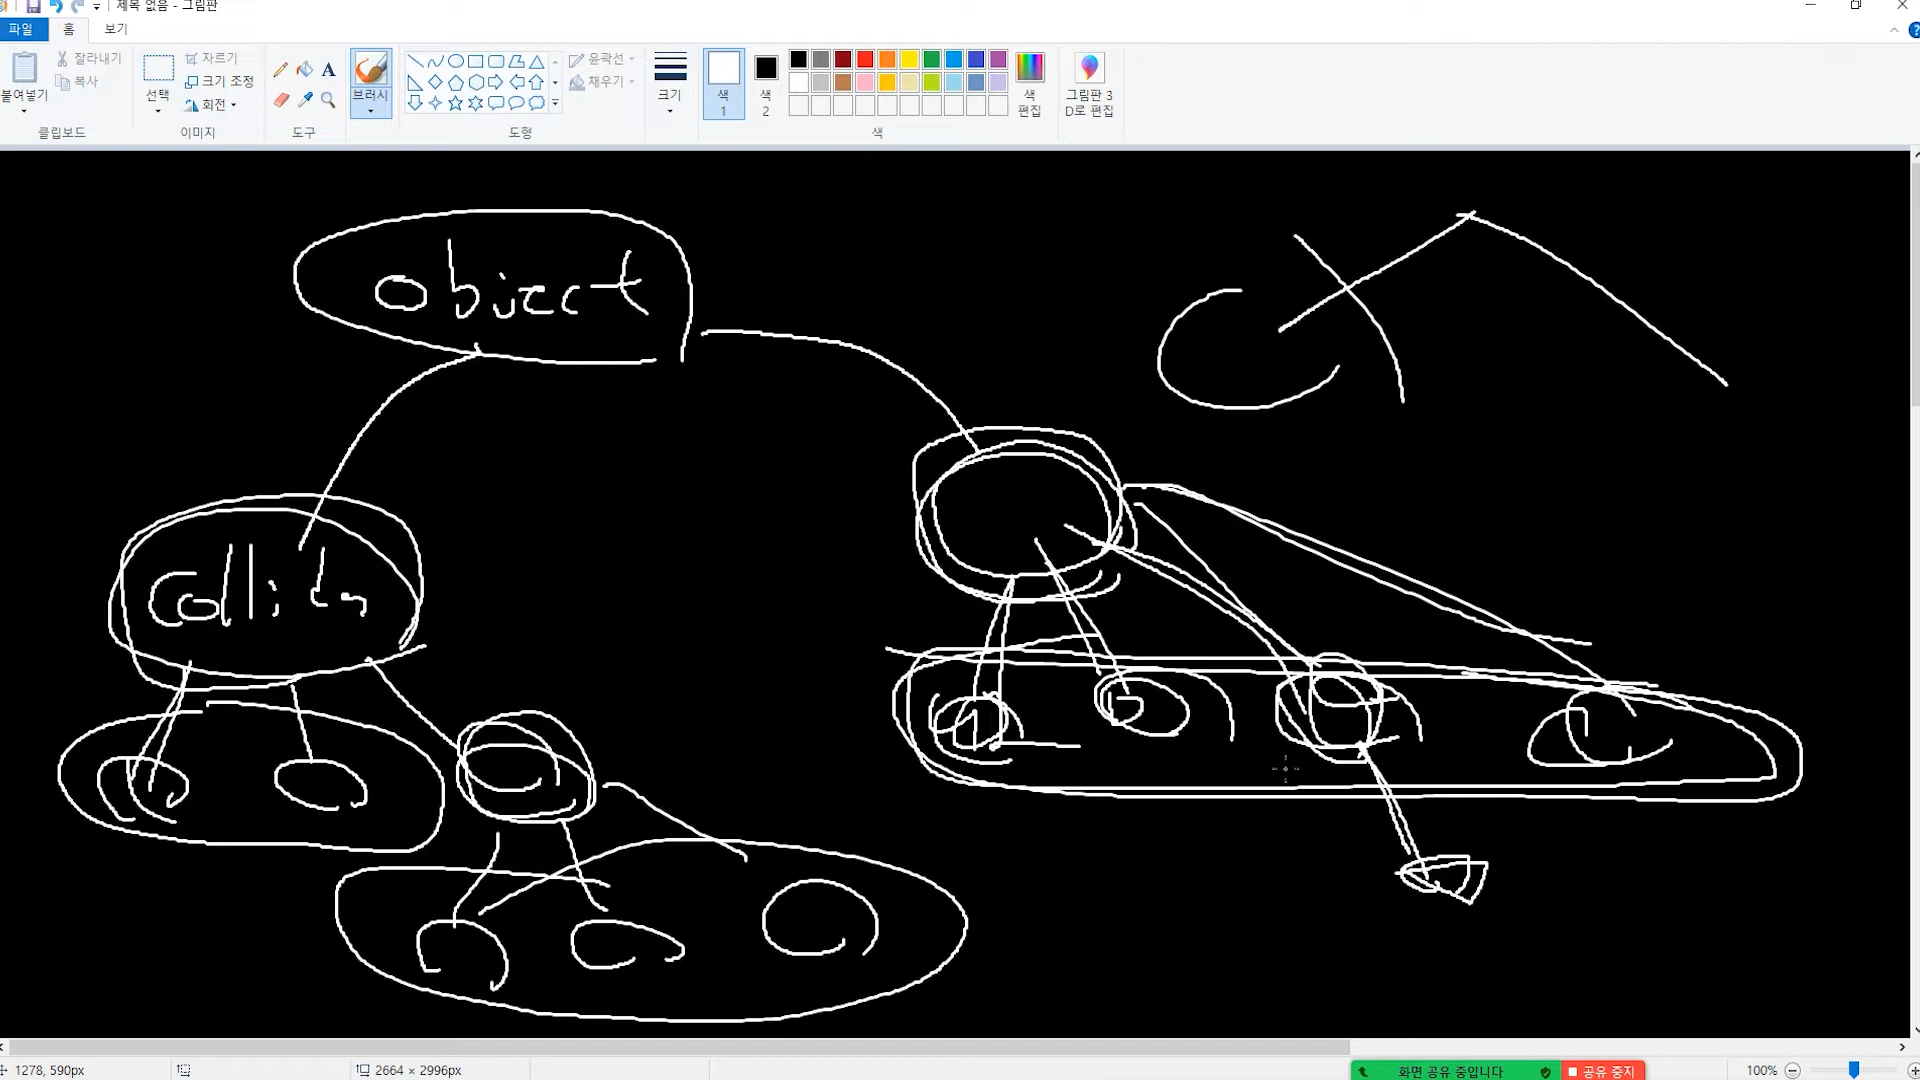 제목 없음 - 그림판
파일 홈 보기
붙여넣기
잘라내기
복사
클립보드
선택
자르기
크기 조정
회전
이미지
A
도구
브러시
윤곽선
채우기
도형
크기
색 1
색 2
색 편집
그림판 3D로 편집
색
object
1278, 590px
2664 × 2996px
화면 공유 중입니다
공유 중지
100%